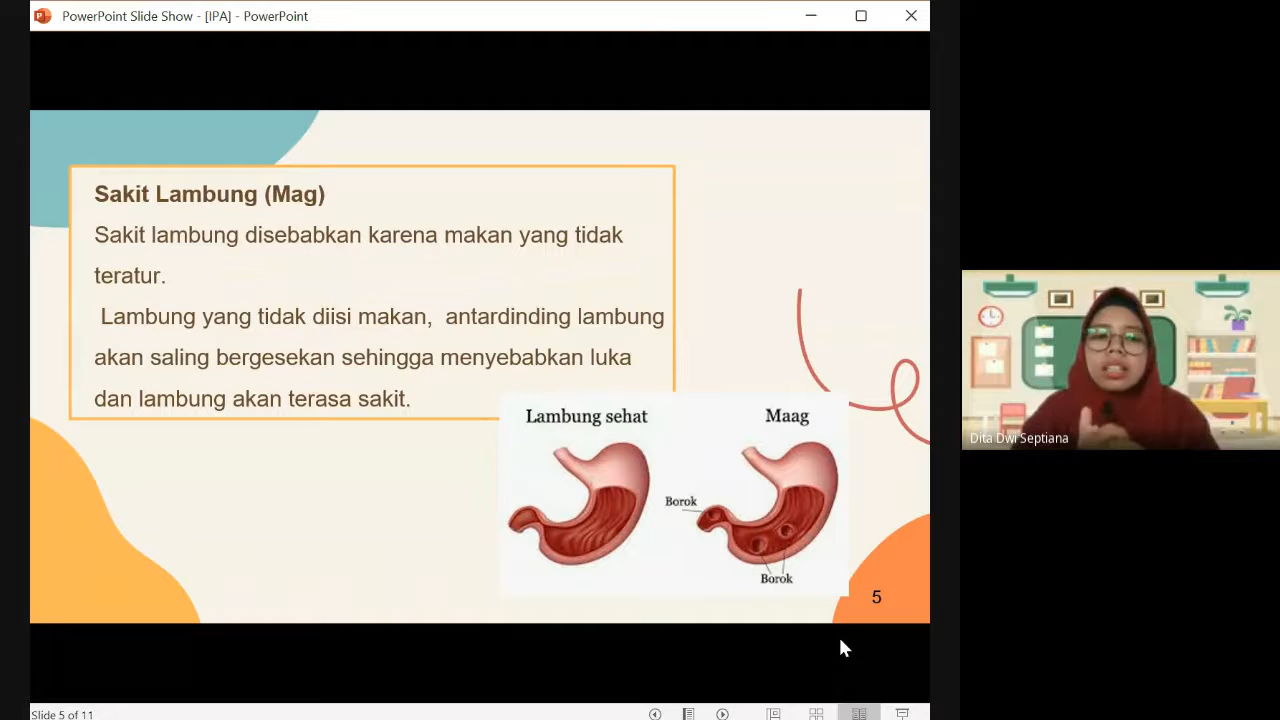 PowerPoint Slide Show - [IPA] - PowerPoint
Sakit Lambung (Mag)
Sakit lambung disebabkan karena makan yang tidak
teratur.
Lambung yang tidak diisi makan,  antardinding lambung
akan saling bergesekan sehingga menyebabkan luka
dan lambung akan terasa sakit.
Lambung sehat
Maag
Borok
Borok
5
Dita Dwi Septiana
Slide 5 of 11